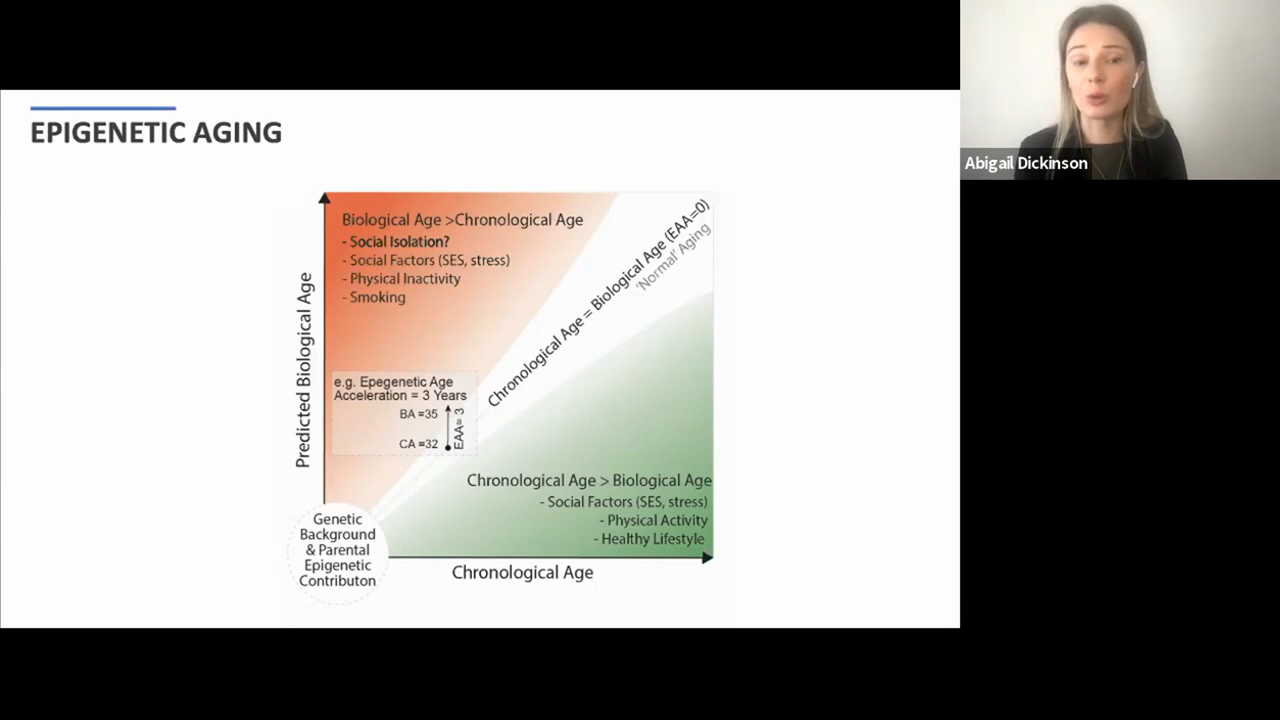 EPIGENETIC AGING
Abigail Dickinson
Biological Age >Chronological Age
- Social Isolation?
- Social Factors (SES, stress)
- Physical Inactivity
- Smoking
Chronological Age = Biological Age (EAA=0)
'Normal' Aging
Predicted Biological Age
e.g. Epegenetic Age
Acceleration = 3 Years
BA =35
CA =32
EAA= 3
Chronological Age > Biological Age
- Social Factors (SES, stress)
- Physical Activity
- Healthy Lifestyle
Genetic
Background
& Parental
Epigenetic
Contributon
Chronological Age